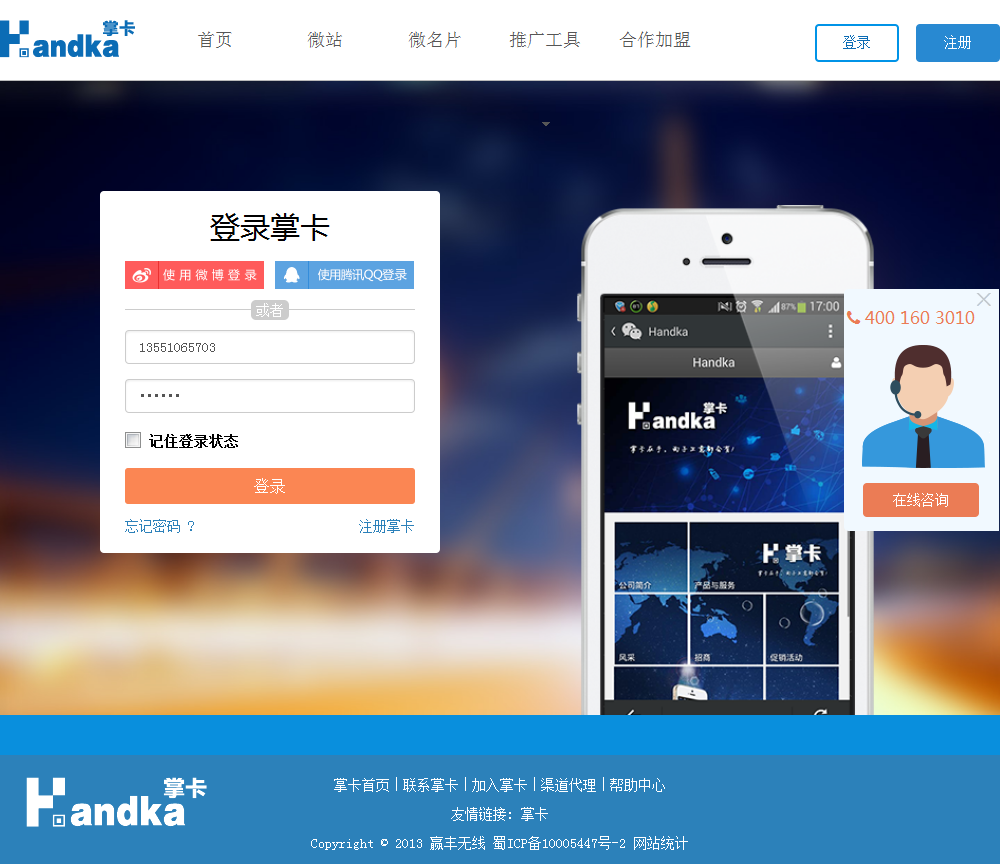 Handka 掌卡
首页 微站 微名片 推广工具 合作加盟 登录 注册
登录掌卡
使用微博登录 使用腾讯QQ登录
或者
13551065703
••••••
记住登录状态
登录
忘记密码 ？ 注册掌卡
87% 17:00
Handka
Handka
Handka 掌卡
掌卡 在线咨询
公司简介 产品与服务
风采 招商 促销活动
400 160 3010
在线咨询
Handka 掌卡
掌卡首页 | 联系掌卡 | 加入掌卡 | 渠道代理 | 帮助中心
友情链接: 掌卡
Copyright © 2013 赢丰无线 蜀ICP备10005447号-2 网站统计